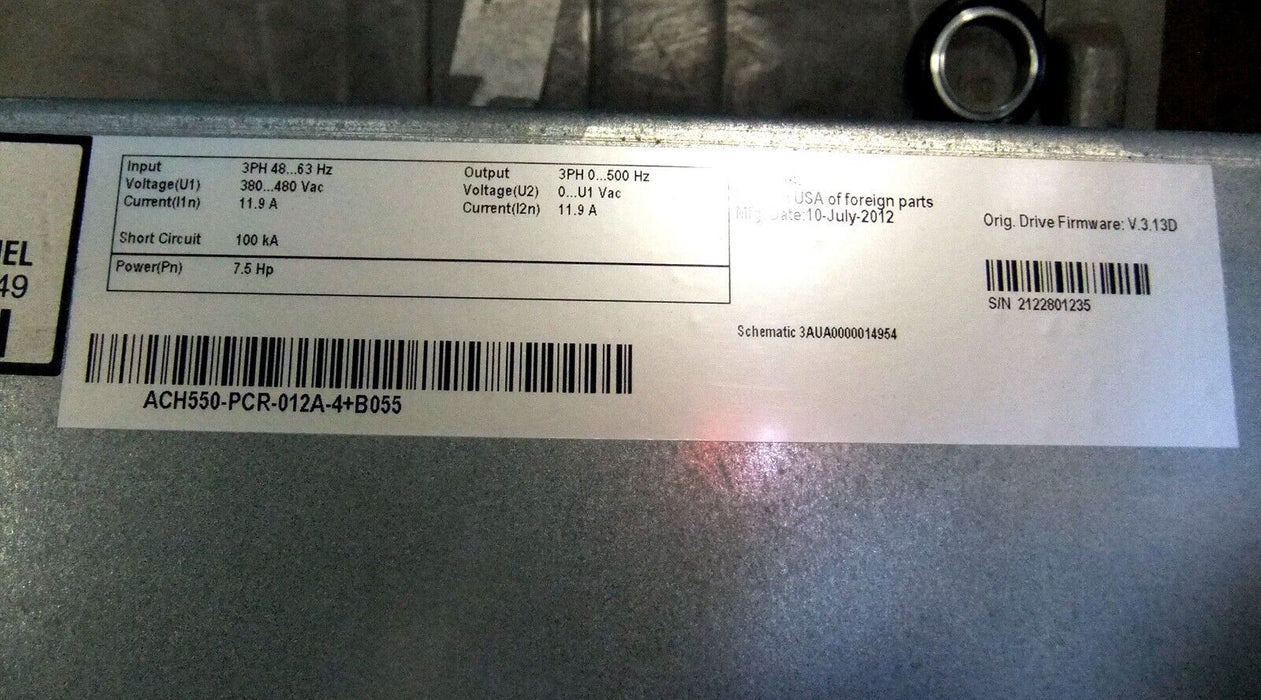 Input 3PH 48...63 Hz
Voltage(U1) 380...480 Vac
Current(I1n) 11.9 A
Short Circuit 100 kA
Power(Pn) 7.5 Hp
Output 3PH 0...500 Hz
Voltage(U2) 0...U1 Vac
Current(I2n) 11.9 A
USA of foreign parts
Mfg. Date:10-July-2012
Orig. Drive Firmware: V.3.13D
S/N 2122801235
Schematic 3AUA0000014954
ACH550-PCR-012A-4+B055
49